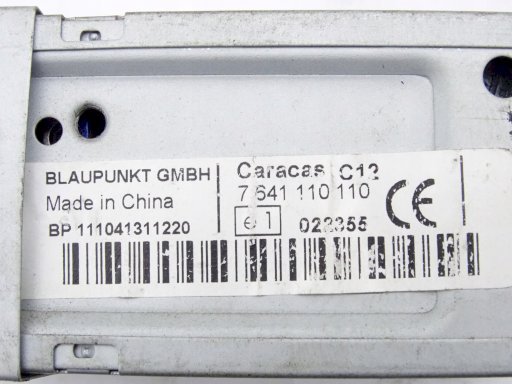 BLAUPUNKT GMBH
Made in China
BP 111041311220
Caracas C12
7 641 110 110
e1 022355
CE